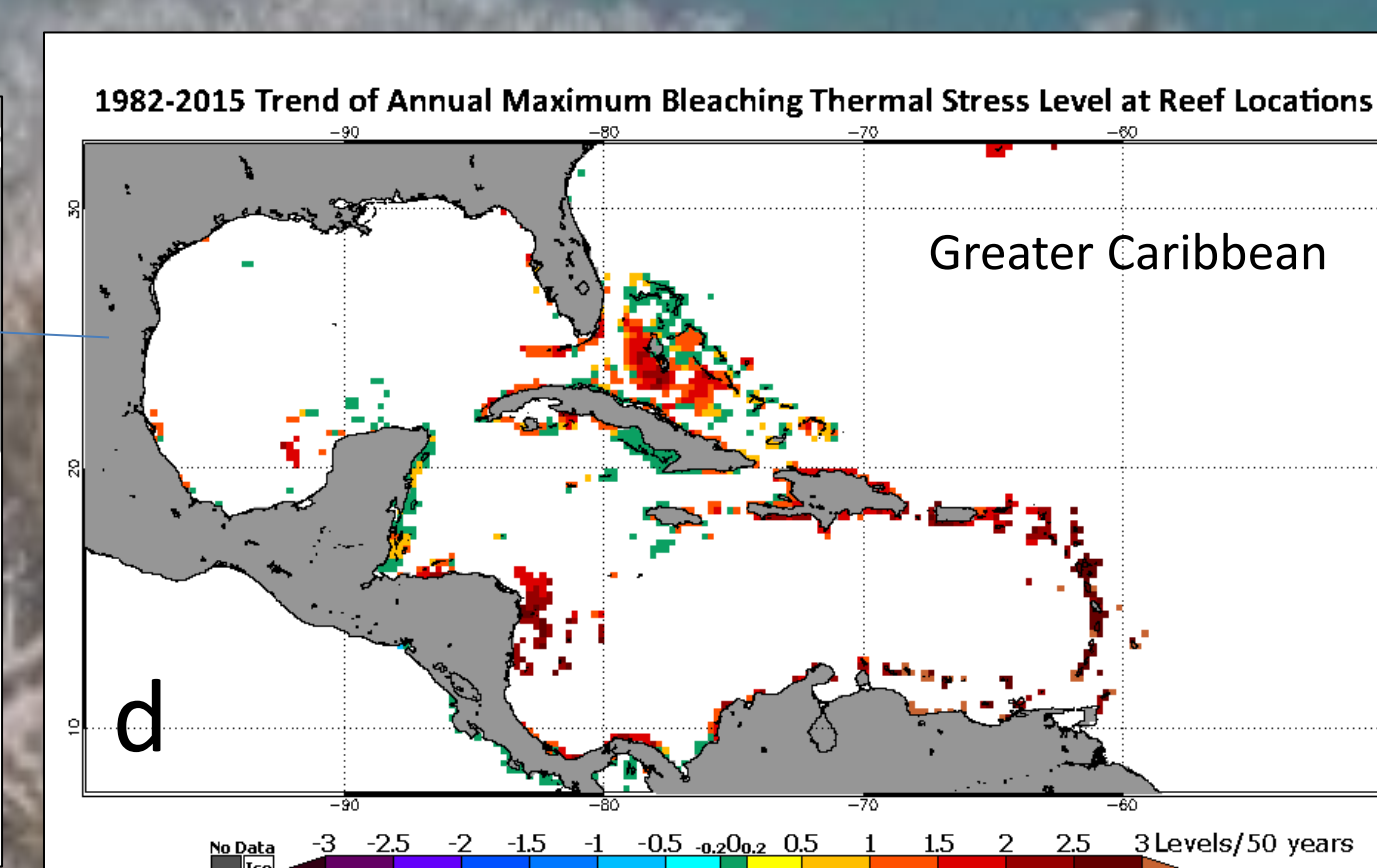 1982-2015 Trend of Annual Maximum Bleaching Thermal Stress Level at Reef Locations
-90 -80 -70 -60
30
Greater Caribbean
20
d
10
-90 -80 -70 -60
No Data -3 -2.5 -2 -1.5 -1 -0.5 -0.2 0 0.2 0.5 1 1.5 2 2.5 3 Levels/50 years
Ice